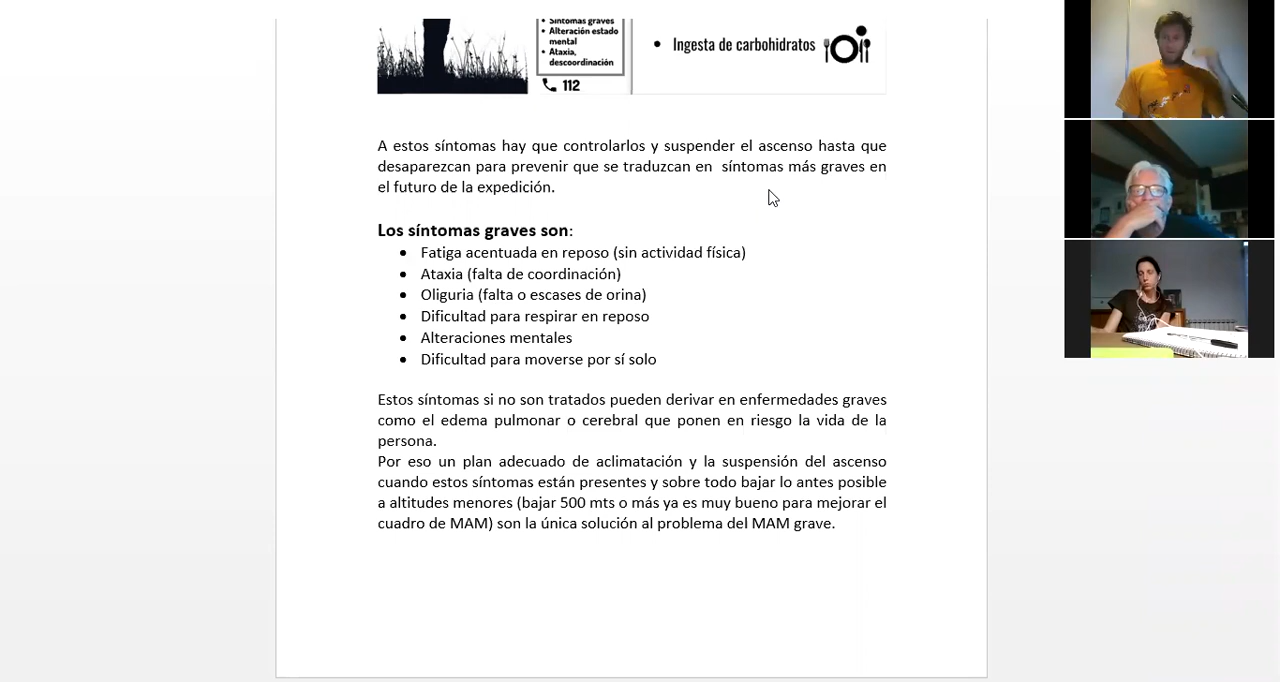 Síntomas graves
Alteración estado
mental
Ataxia,
descoordinación
112
Ingesta de carbohidratos
A estos síntomas hay que controlarlos y suspender el ascenso hasta que
desaparezcan para prevenir que se traduzcan en síntomas más graves en
el futuro de la expedición.
Los síntomas graves son:
Fatiga acentuada en reposo (sin actividad física)
Ataxia (falta de coordinación)
Oliguria (falta o escases de orina)
Dificultad para respirar en reposo
Alteraciones mentales
Dificultad para moverse por sí solo
Estos síntomas si no son tratados pueden derivar en enfermedades graves
como el edema pulmonar o cerebral que ponen en riesgo la vida de la
persona.
Por eso un plan adecuado de aclimatación y la suspensión del ascenso
cuando estos síntomas están presentes y sobre todo bajar lo antes posible
a altitudes menores (bajar 500 mts o más ya es muy bueno para mejorar el
cuadro de MAM) son la única solución al problema del MAM grave.